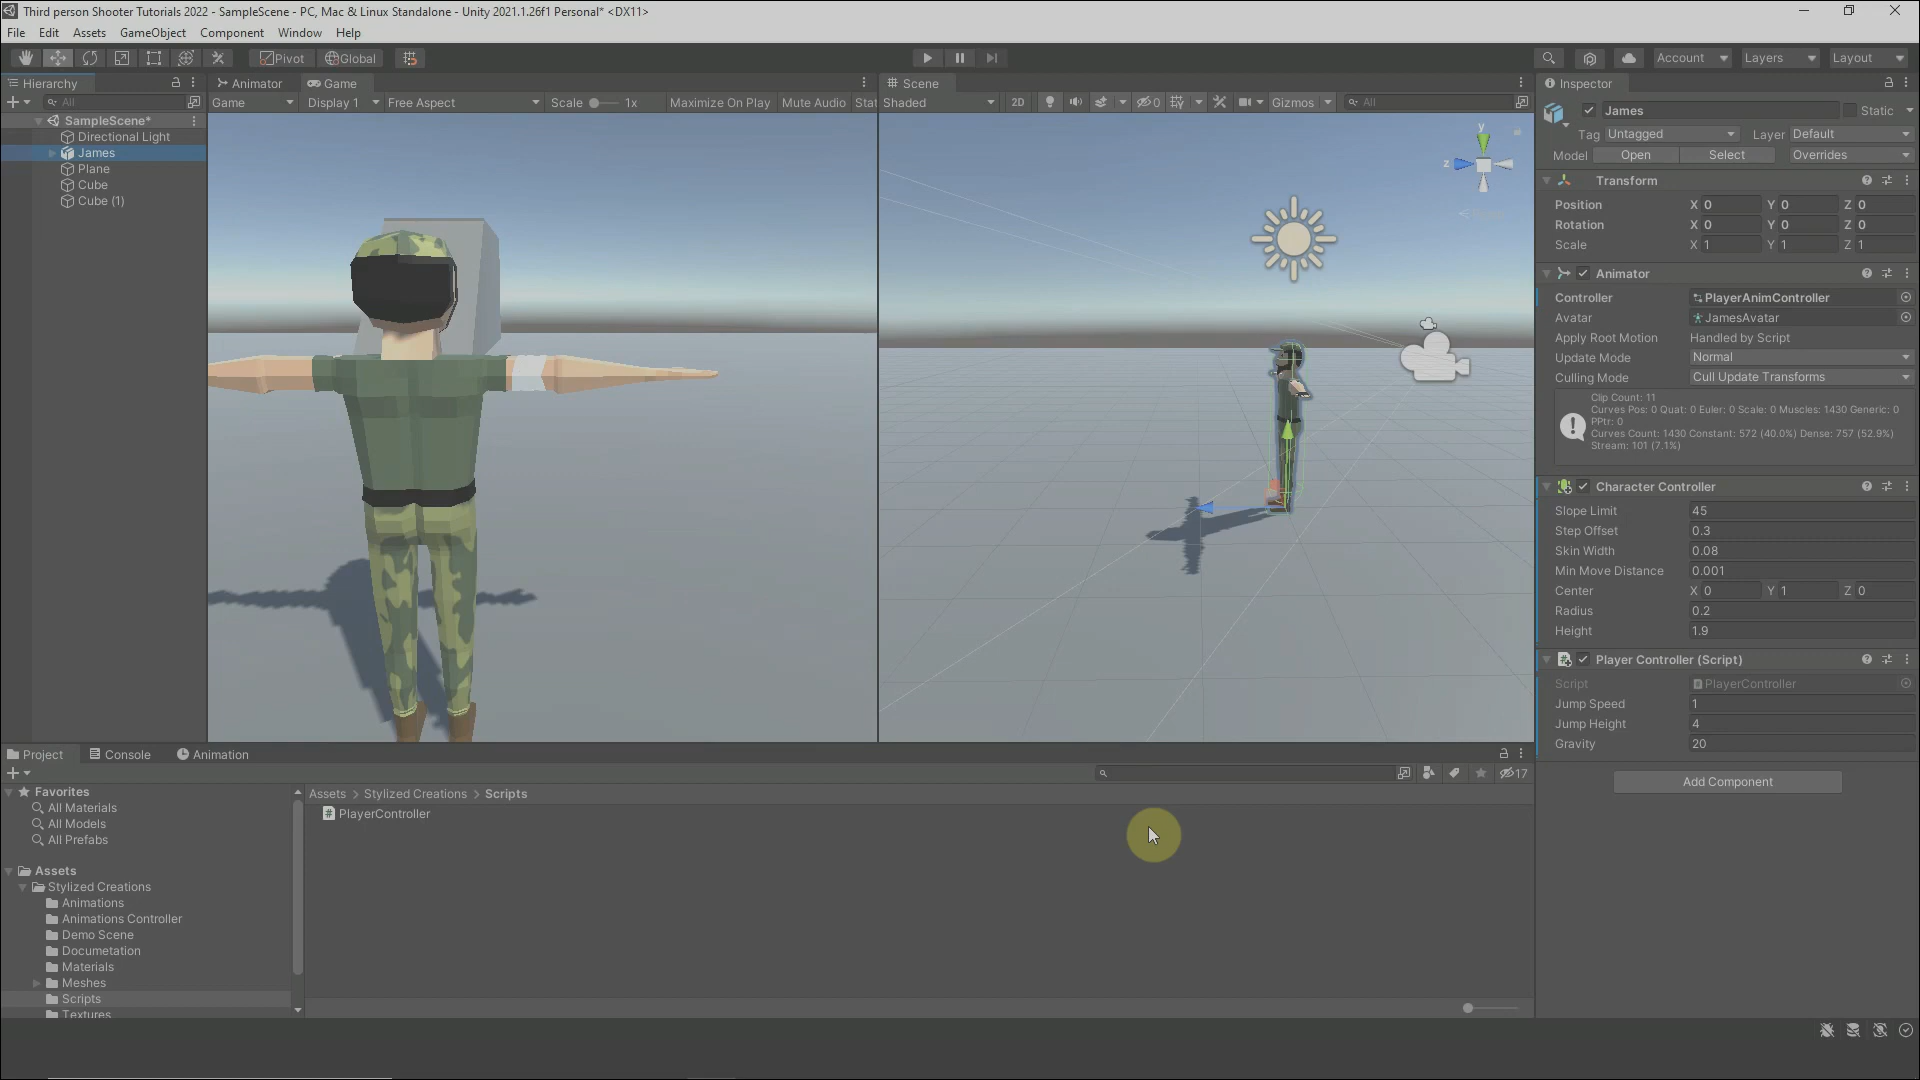 Third person Shooter Tutorials 2022 - SampleScene - PC, Mac & Linux Standalone - Unity 2021.1.26f1 Personal* <DX11>
File Edit Assets GameObject Component Window Help
Pivot Global Account Layers Layout
Hierarchy
All
SampleScene*
Directional Light
James
Plane
Cube
Cube (1)
Animator Game
Game Display 1 Free Aspect Scale 1x Maximize On Play Mute Audio Stat
Scene
Shaded 2D 0 Gizmos All
y
z
Inspector
James Static
Tag Untagged Layer Default
Model Open Select Overrides
Transform
Position X 0 Y 0 Z 0
Rotation X 0 Y 0 Z 0
Scale X 1 Y 1 Z 1
Animator
Controller PlayerAnimController
Avatar JamesAvatar
Apply Root Motion Handled by Script
Update Mode Normal
Culling Mode Cull Update Transforms
Clip Count: 11
Curves Pos: 0 Quat: 0 Euler: 0 Scale: 0 Muscles: 1430 Generic: 0
PPtr: 0
Curves Count: 1430 Constant: 572 (40.0%) Dense: 757 (52.9%)
Stream: 101 (7.1%)
Character Controller
Slope Limit 45
Step Offset 0.3
Skin Width 0.08
Min Move Distance 0.001
Center X 0 Y 1 Z 0
Radius 0.2
Height 1.9
Player Controller (Script)
Script PlayerController
Jump Speed 1
Jump Height 4
Gravity 20
Add Component
Project Console Animation
17
Favorites
All Materials
All Models
All Prefabs
Assets
Stylized Creations
Animations
Animations Controller
Demo Scene
Documetation
Materials
Meshes
Scripts
Textures
Assets > Stylized Creations > Scripts
PlayerController